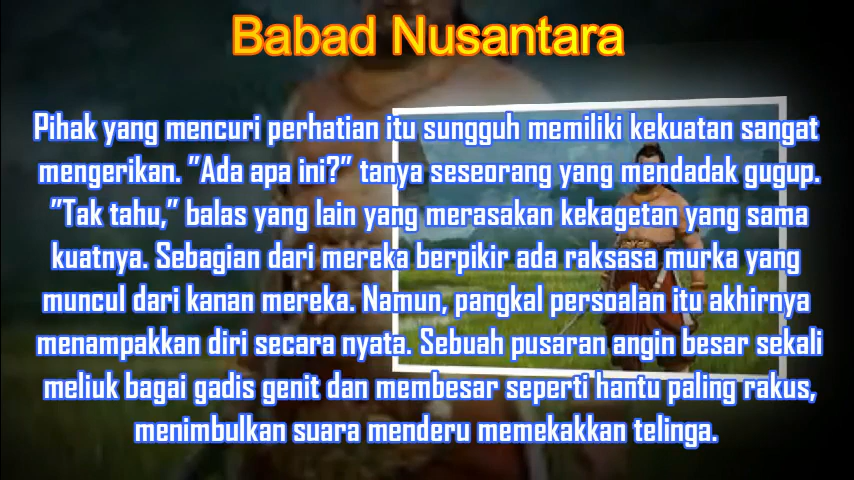 Babad Nusantara
Pihak yang mencuri perhatian itu sungguh memiliki kekuatan sangat
mengerikan. ”Ada apa ini?” tanya seseorang yang mendadak gugup.
”Tak tahu,” balas yang lain yang merasakan kekagetan yang sama
kuatnya. Sebagian dari mereka berpikir ada raksasa murka yang
muncul dari kanan mereka. Namun, pangkal persoalan itu akhirnya
menampakkan diri secara nyata. Sebuah pusaran angin besar sekali
meliuk bagai gadis genit dan membesar seperti hantu paling rakus,
menimbulkan suara menderu memekakkan telinga.